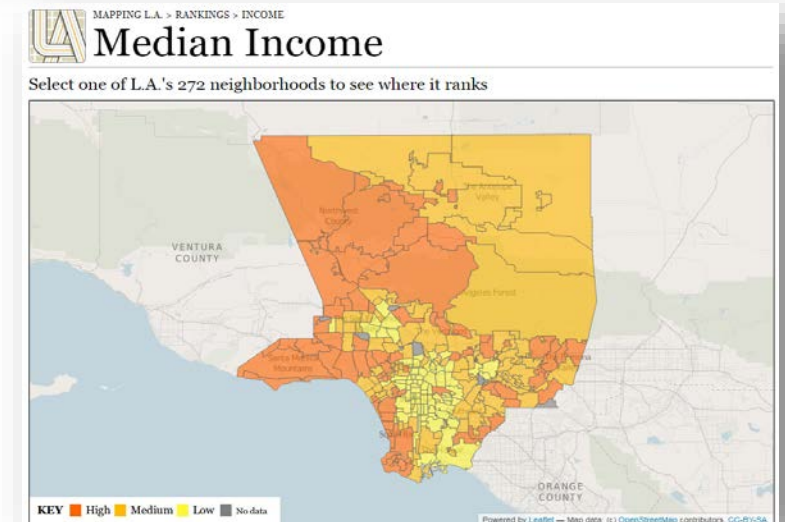 MAPPING L.A. > RANKINGS > INCOME
Median Income
Select one of L.A.'s 272 neighborhoods to see where it ranks
The Antelope
Valley
Northwest
County
VENTURA
COUNTY
Angeles Forest
Santa Monica
Mountains
ORANGE
COUNTY
KEY High Medium Low No data
Powered by Leaflet — Map data: (c) OpenStreetMap contributors, CC-BY-SA